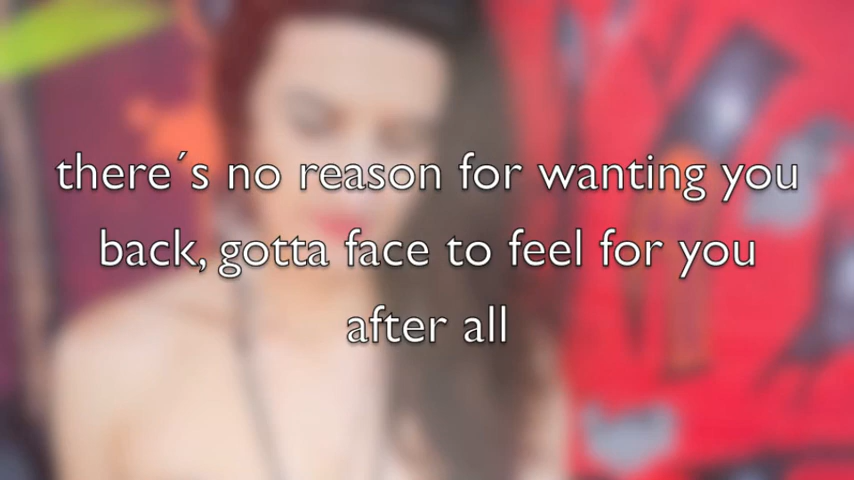 there´s no reason for wanting you
back, gotta face to feel for you
after all